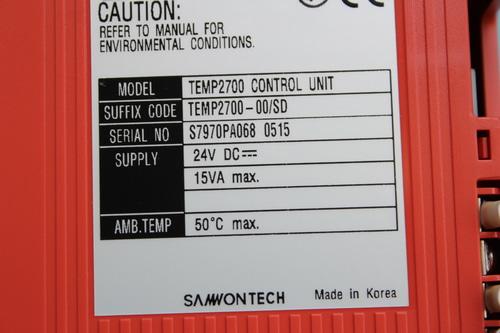 CAUTION:
REFER TO MANUAL FOR
ENVIRONMENTAL CONDITIONS.
MODEL TEMP2700 CONTROL UNIT
SUFFIX CODE TEMP2700-00/SD
SERIAL NO S7970PA068 0515
SUPPLY 24V DC⎓
15VA max.
AMB.TEMP 50°C max.
SAMWONTECH Made in Korea